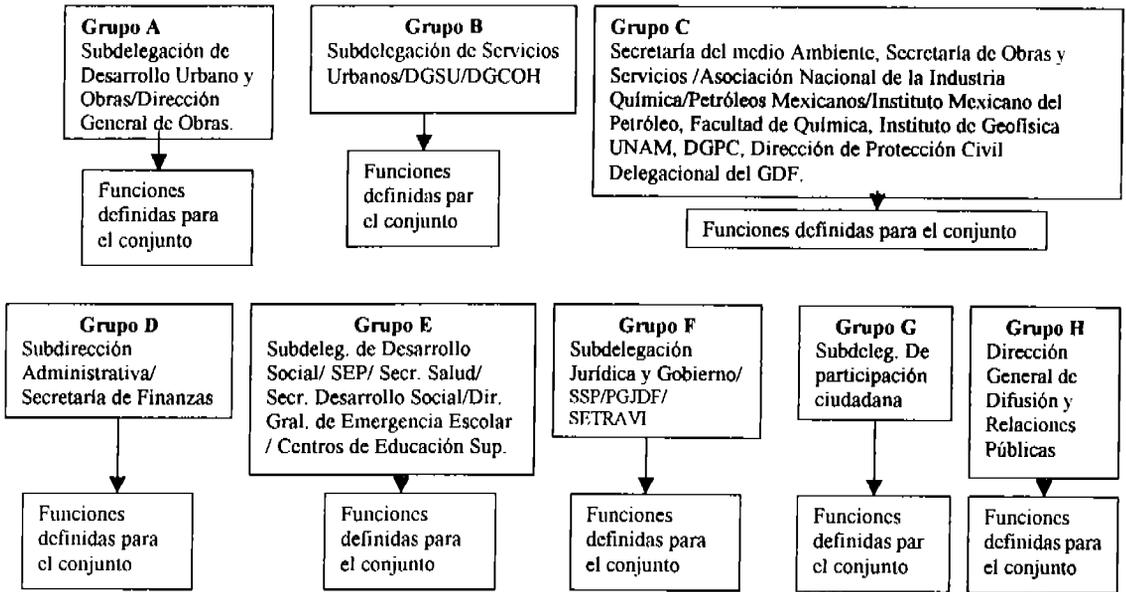 Grupo A
Subdelegación de
Desarrollo Urbano y
Obras/Dirección
General de Obras.
Funciones
definidas para
el conjunto
Grupo B
Subdelegación de Servicios
Urbanos/DGSU/DGCOH
Funciones
definidas par
el conjunto
Grupo C
Secretaría del medio Ambiente, Secretaría de Obras y
Servicios /Asociación Nacional de la Industria
Química/Petróleos Mexicanos/Instituto Mexicano del
Petróleo, Facultad de Química, Instituto de Geofísica
UNAM, DGPC, Dirección de Protección Civil
Delegacional del GDF.
Funciones definidas para el conjunto
Grupo D
Subdirección
Administrativa/
Secretaría de Finanzas
Funciones
definidas para
el conjunto
Grupo E
Subdeleg. de Desarrollo
Social/ SEP/ Secr. Salud/
Secr. Desarrollo Social/Dir.
Gral. de Emergencia Escolar
/ Centros de Educación Sup.
Funciones
definidas para
el conjunto
Grupo F
Subdelegación
Jurídica y Gobierno/
SSP/PGJDF/
SETRAVI
Funciones
definidas para
el conjunto
Grupo G
Subdeleg. De
participación
ciudadana
Funciones
definidas par
el conjunto
Grupo H
Dirección
General de
Difusión y
Relaciones
Públicas
Funciones
definidas para
el conjunto